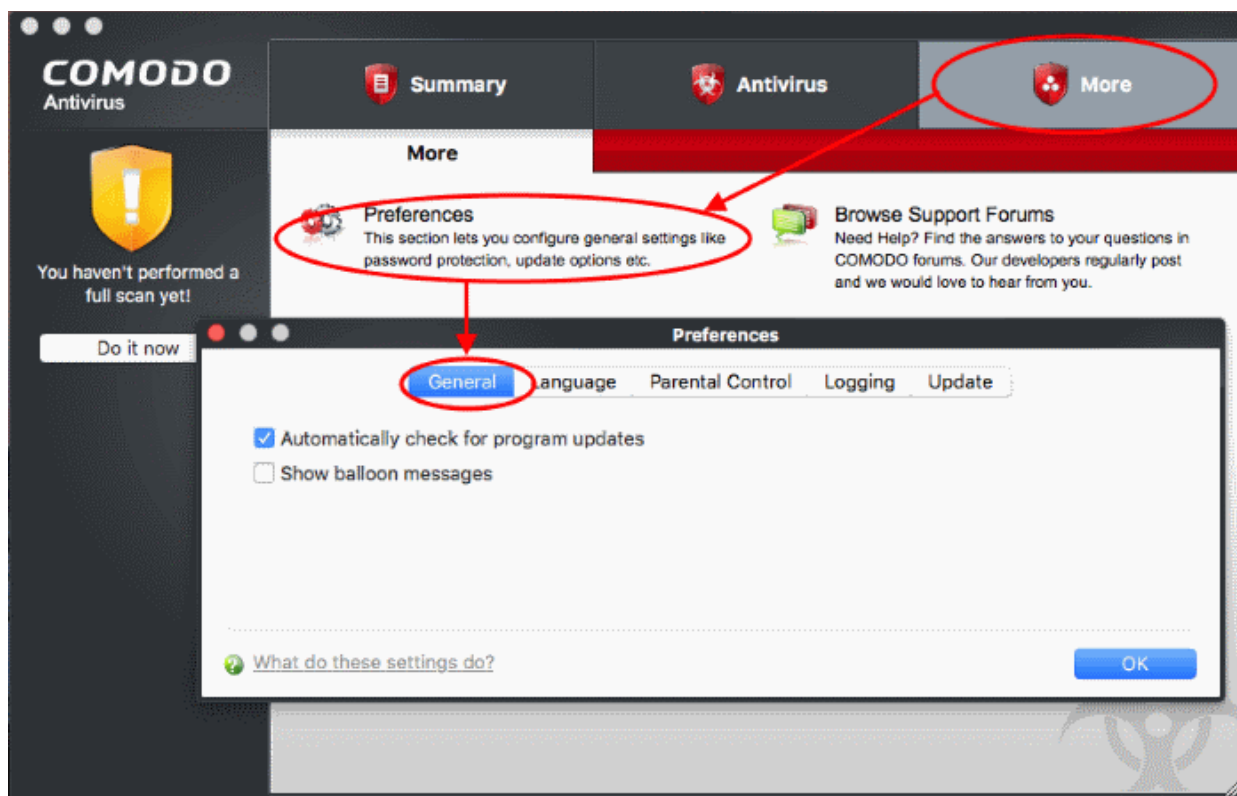 COMODO
Antivirus
Summary
Antivirus
More
More
You haven't performed a
full scan yet!
Do it now
Preferences
This section lets you configure general settings like
password protection, update options etc.
Browse Support Forums
Need Help? Find the answers to your questions in
COMODO forums. Our developers regularly post
and we would love to hear from you.
Preferences
General
Language
Parental Control
Logging
Update
Automatically check for program updates
Show balloon messages
What do these settings do?
OK